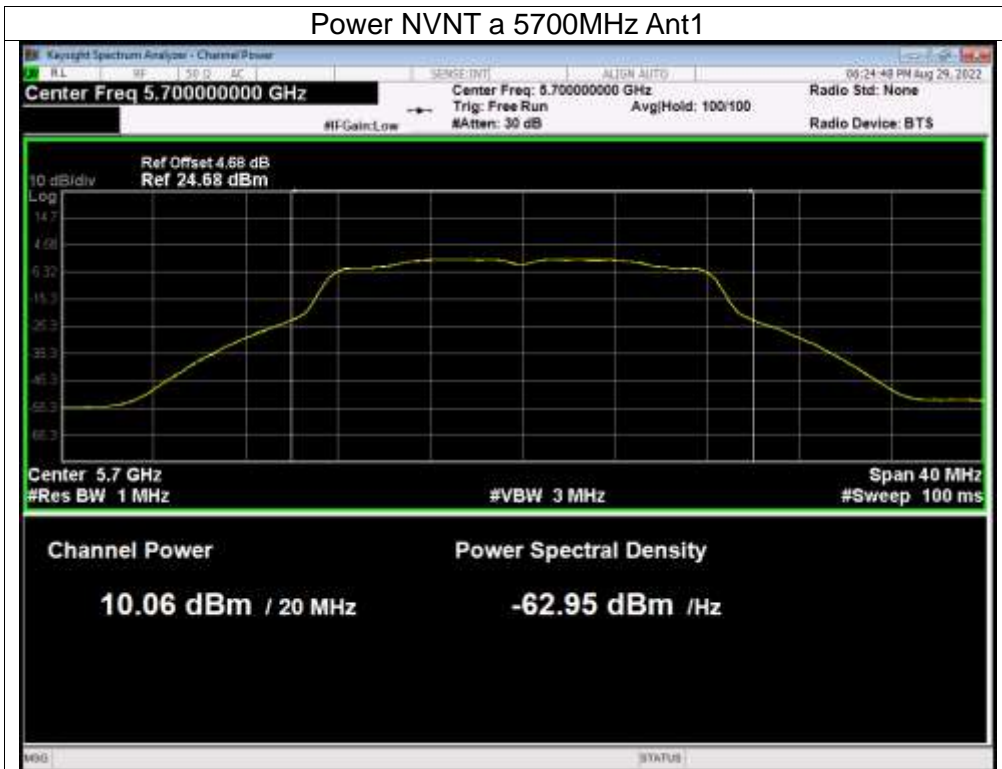 Power NVNT a 5700MHz Ant1
Keysight Spectrum Analyzer - Channel Power
RL RF 50 Ω AC SENSE:INT ALIGN AUTO 06:24:48 PM Aug 29, 2022
Center Freq 5.700000000 GHz Center Freq: 5.700000000 GHz Radio Std: None
Trig: Free Run Avg|Hold: 100/100
#IFGain:Low #Atten: 30 dB Radio Device: BTS
Ref Offset 4.68 dB
10 dB/div Ref 24.68 dBm
Log
14.7
4.68
-6.32
-15.3
-25.3
-35.3
-45.3
-55.3
-65.3
Center 5.7 GHz Span 40 MHz
#Res BW 1 MHz #VBW 3 MHz #Sweep 100 ms
Channel Power Power Spectral Density
10.06 dBm / 20 MHz -62.95 dBm /Hz
MSG STATUS